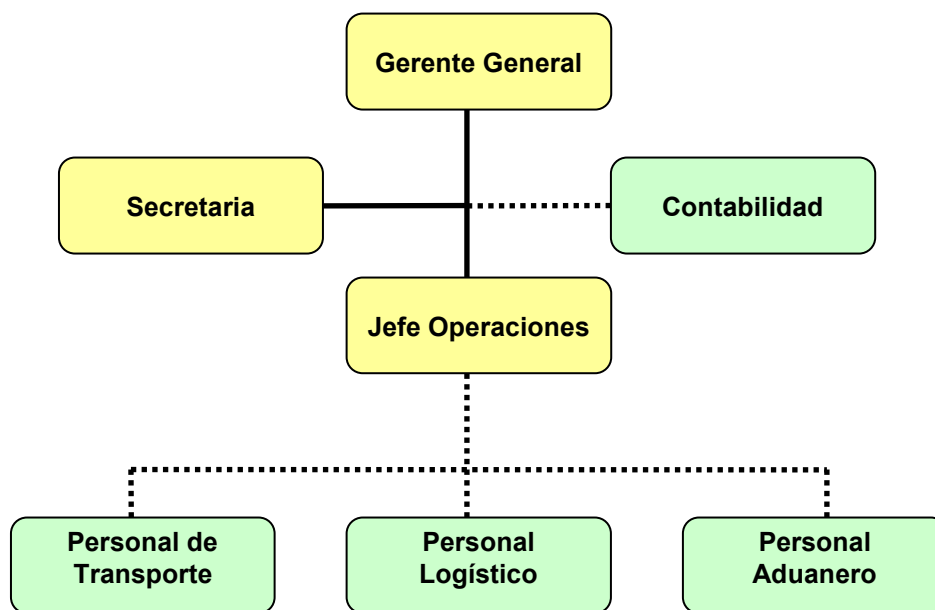 Gerente General
Secretaria
Contabilidad
Jefe Operaciones
Personal de
Transporte
Personal
Logístico
Personal
Aduanero